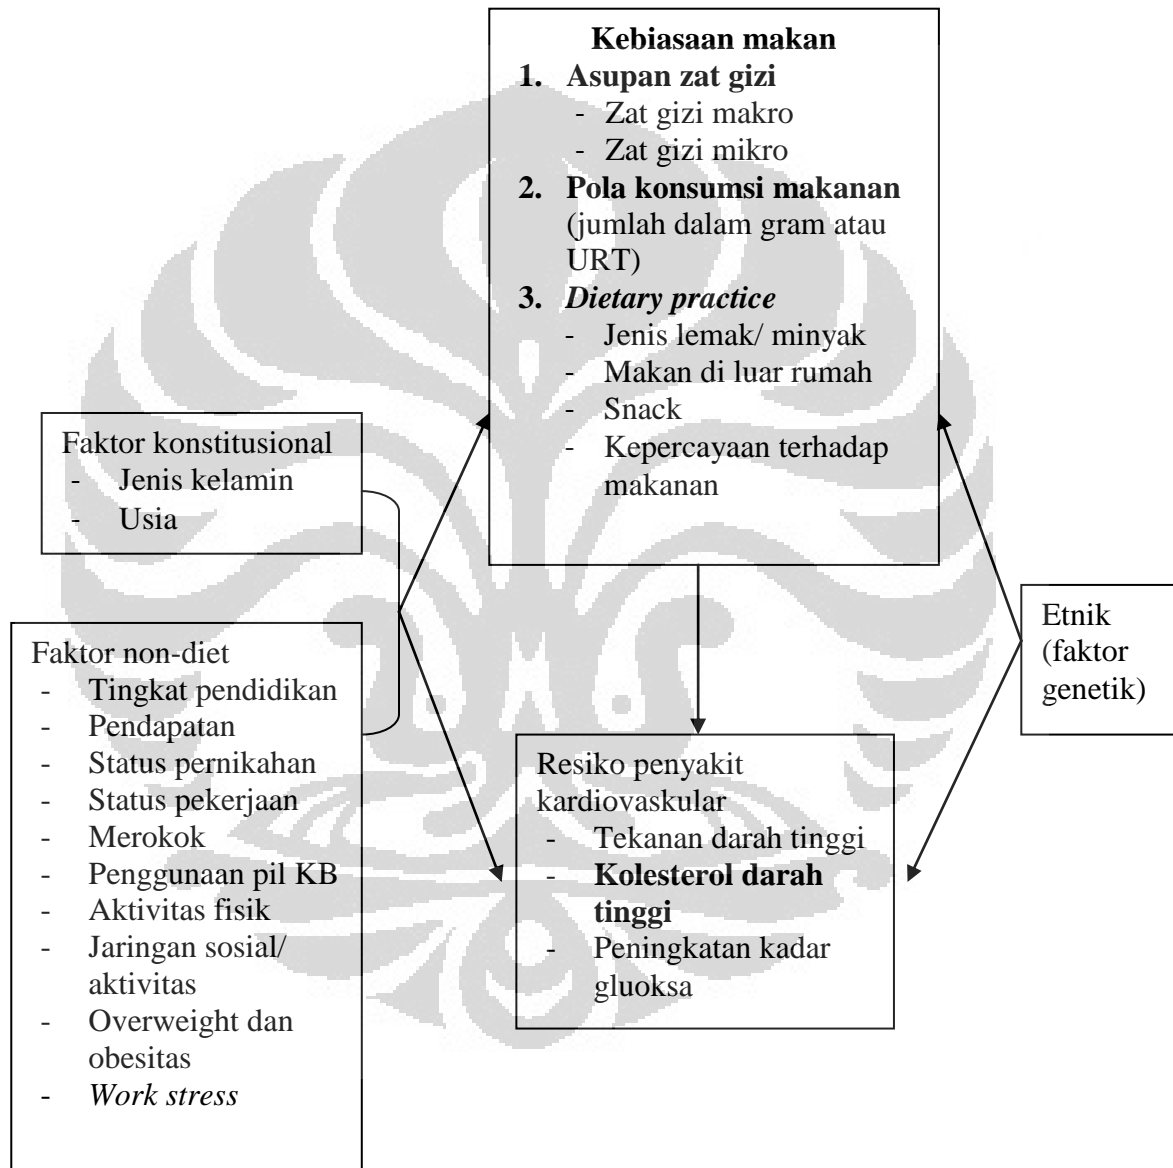 Kebiasaan makan
1. Asupan zat gizi
- Zat gizi makro
- Zat gizi mikro
2. Pola konsumsi makanan
(jumlah dalam gram atau
URT)
3. Dietary practice
- Jenis lemak/ minyak
- Makan di luar rumah
- Snack
- Kepercayaan terhadap
makanan
Faktor konstitusional
- Jenis kelamin
- Usia
Faktor non-diet
- Tingkat pendidikan
- Pendapatan
- Status pernikahan
- Status pekerjaan
- Merokok
- Penggunaan pil KB
- Aktivitas fisik
- Jaringan sosial/
aktivitas
- Overweight dan
obesitas
- Work stress
Etnik
(faktor
genetik)
Resiko penyakit
kardiovaskular
- Tekanan darah tinggi
- Kolesterol darah
tinggi
- Peningkatan kadar
gluoksa